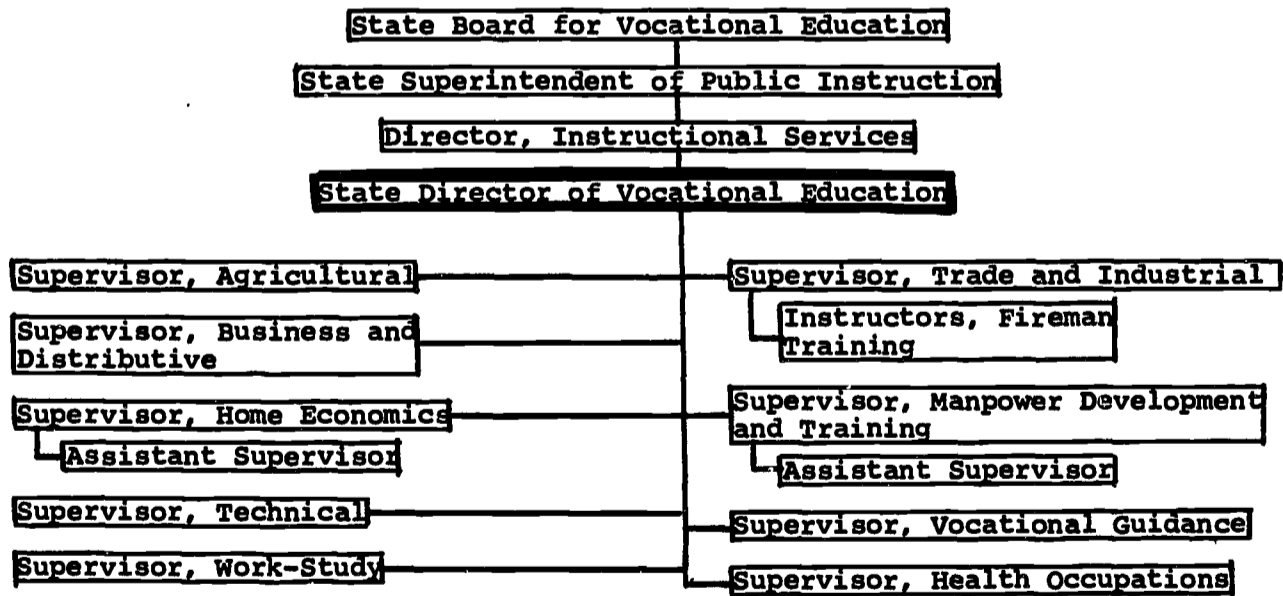 State Board for Vocational Education
State Superintendent of Public Instruction
Director, Instructional Services
State Director of Vocational Education
Supervisor, Agricultural
Supervisor, Business and
Distributive
Supervisor, Home Economics
Assistant Supervisor
Supervisor, Technical
Supervisor, Work-Study
Supervisor, Trade and Industrial
Instructors, Fireman
Training
Supervisor, Manpower Development
and Training
Assistant Supervisor
Supervisor, Vocational Guidance
Supervisor, Health Occupations